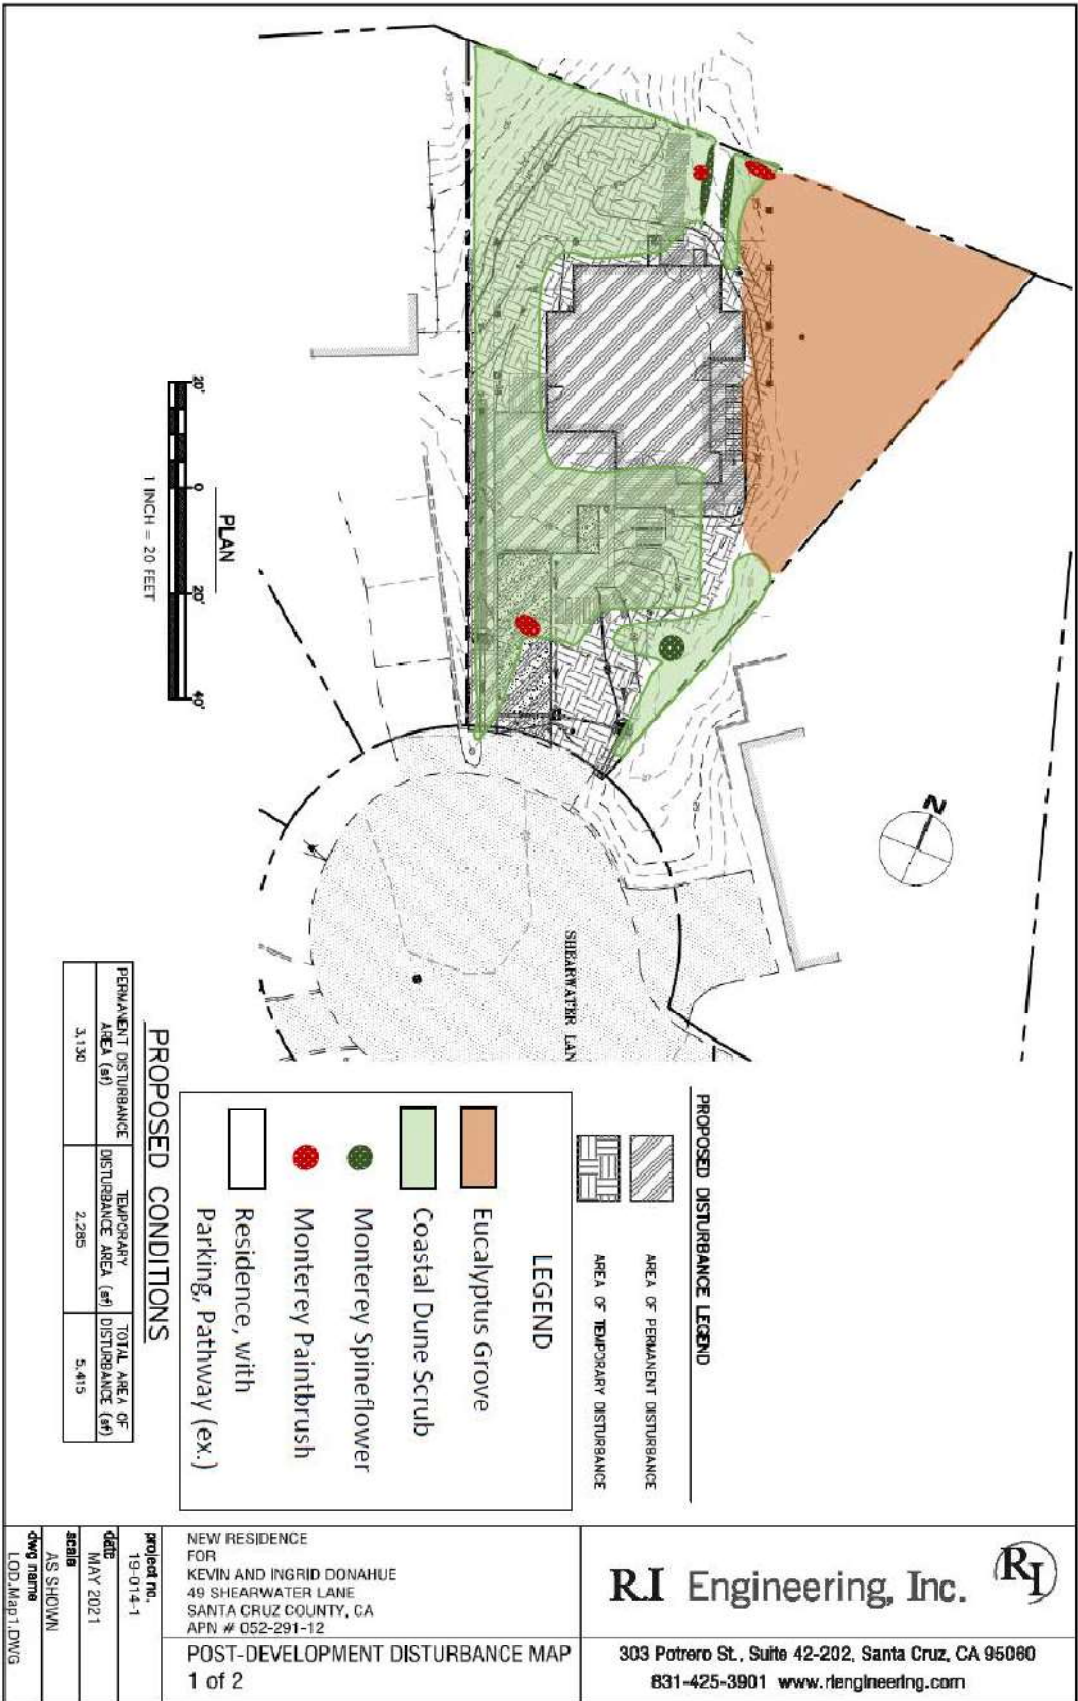 20'
0
20'
40'
PLAN
1 INCH = 20 FEET
N
SHEARWATER LAN
PROPOSED DISTURBANCE LEGEND
AREA OF PERMANENT DISTURBANCE
AREA OF TEMPORARY DISTURBANCE
LEGEND
Eucalyptus Grove
Coastal Dune Scrub
Monterey Spineflower
Monterey Paintbrush
Residence, with
Parking, Pathway (ex.)
PROPOSED CONDITIONS
PERMANENT DISTURBANCE
AREA (sf)
TEMPORARY
DISTURBANCE AREA (sf)
TOTAL AREA OF
DISTURBANCE (sf)
3,130
2,285
5,415
project no.
19-014-1
date
MAY 2021
scale
AS SHOWN
dwg name
LOD_Map1.DWG
NEW RESIDENCE
FOR
KEVIN AND INGRID DONAHUE
49 SHEARWATER LANE
SANTA CRUZ COUNTY, CA
APN # 052-291-12
POST-DEVELOPMENT DISTURBANCE MAP
1 of 2
R.I Engineering, Inc.
RI
303 Potrero St., Suite 42-202, Santa Cruz, CA 95060
831-425-3901 www.riengineering.com